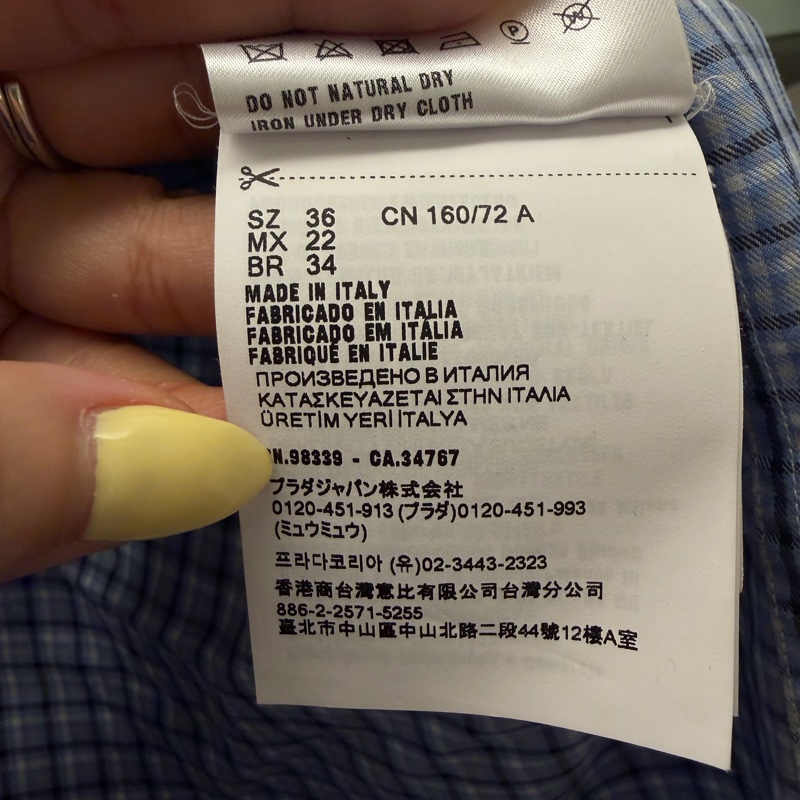 DO NOT NATURAL DRY
IRON UNDER DRY CLOTH
SZ 36 CN 160/72 A
MX 22
BR 34
MADE IN ITALY
FABRICADO EN ITALIA
FABRICADO EM ITÁLIA
FABRIQUÉ EN ITALIE
ПРОИЗВЕДЕНО В ИТАЛИЯ
ΚΑΤΑΣΚΕΥΑΖΕΤΑΙ ΣΤΗΝ ΙΤΑΛΙΑ
ÜRETİM YERİ İTALYA
N.98339 - CA.34767
プラダジャパン株式会社
0120-451-913 (プラダ)0120-451-993
(ミュウミュウ)
프라다코리아 (유)02-3443-2323
香港商台灣意比有限公司台灣分公司
886-2-2571-5255
臺北市中山區中山北路二段44號12樓A室